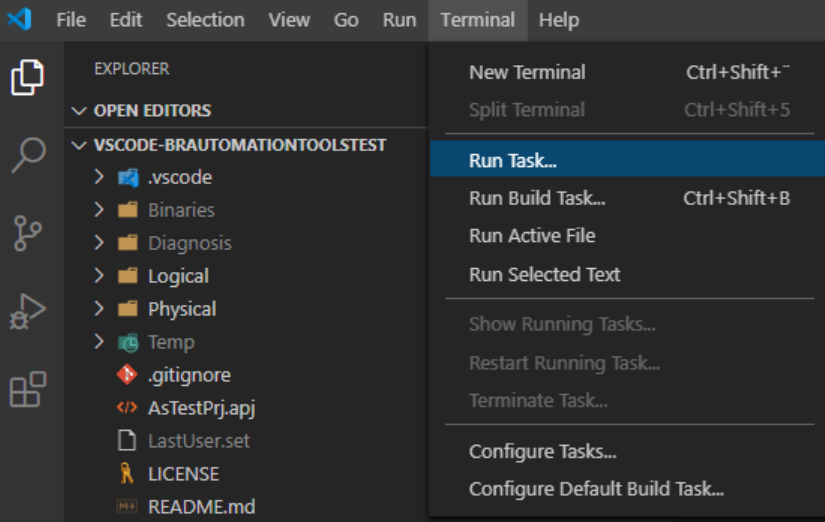 File Edit Selection View Go Run Terminal Help
EXPLORER
OPEN EDITORS
VSCODE-BRAUTOMATIONTOOLSTEST
.vscode
Binaries
Diagnosis
Logical
Physical
Temp
.gitignore
AsTestPrj.apj
LastUser.set
LICENSE
README.md
New Terminal Ctrl+Shift+¨
Split Terminal Ctrl+Shift+5
Run Task...
Run Build Task... Ctrl+Shift+B
Run Active File
Run Selected Text
Show Running Tasks...
Restart Running Task...
Terminate Task...
Configure Tasks...
Configure Default Build Task...